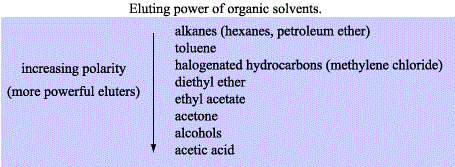 Eluting power of organic solvents.
increasing polarity
(more powerful eluters)
alkanes (hexanes, petroleum ether)
toluene
halogenated hydrocarbons (methylene chloride)
diethyl ether
ethyl acetate
acetone
alcohols
acetic acid